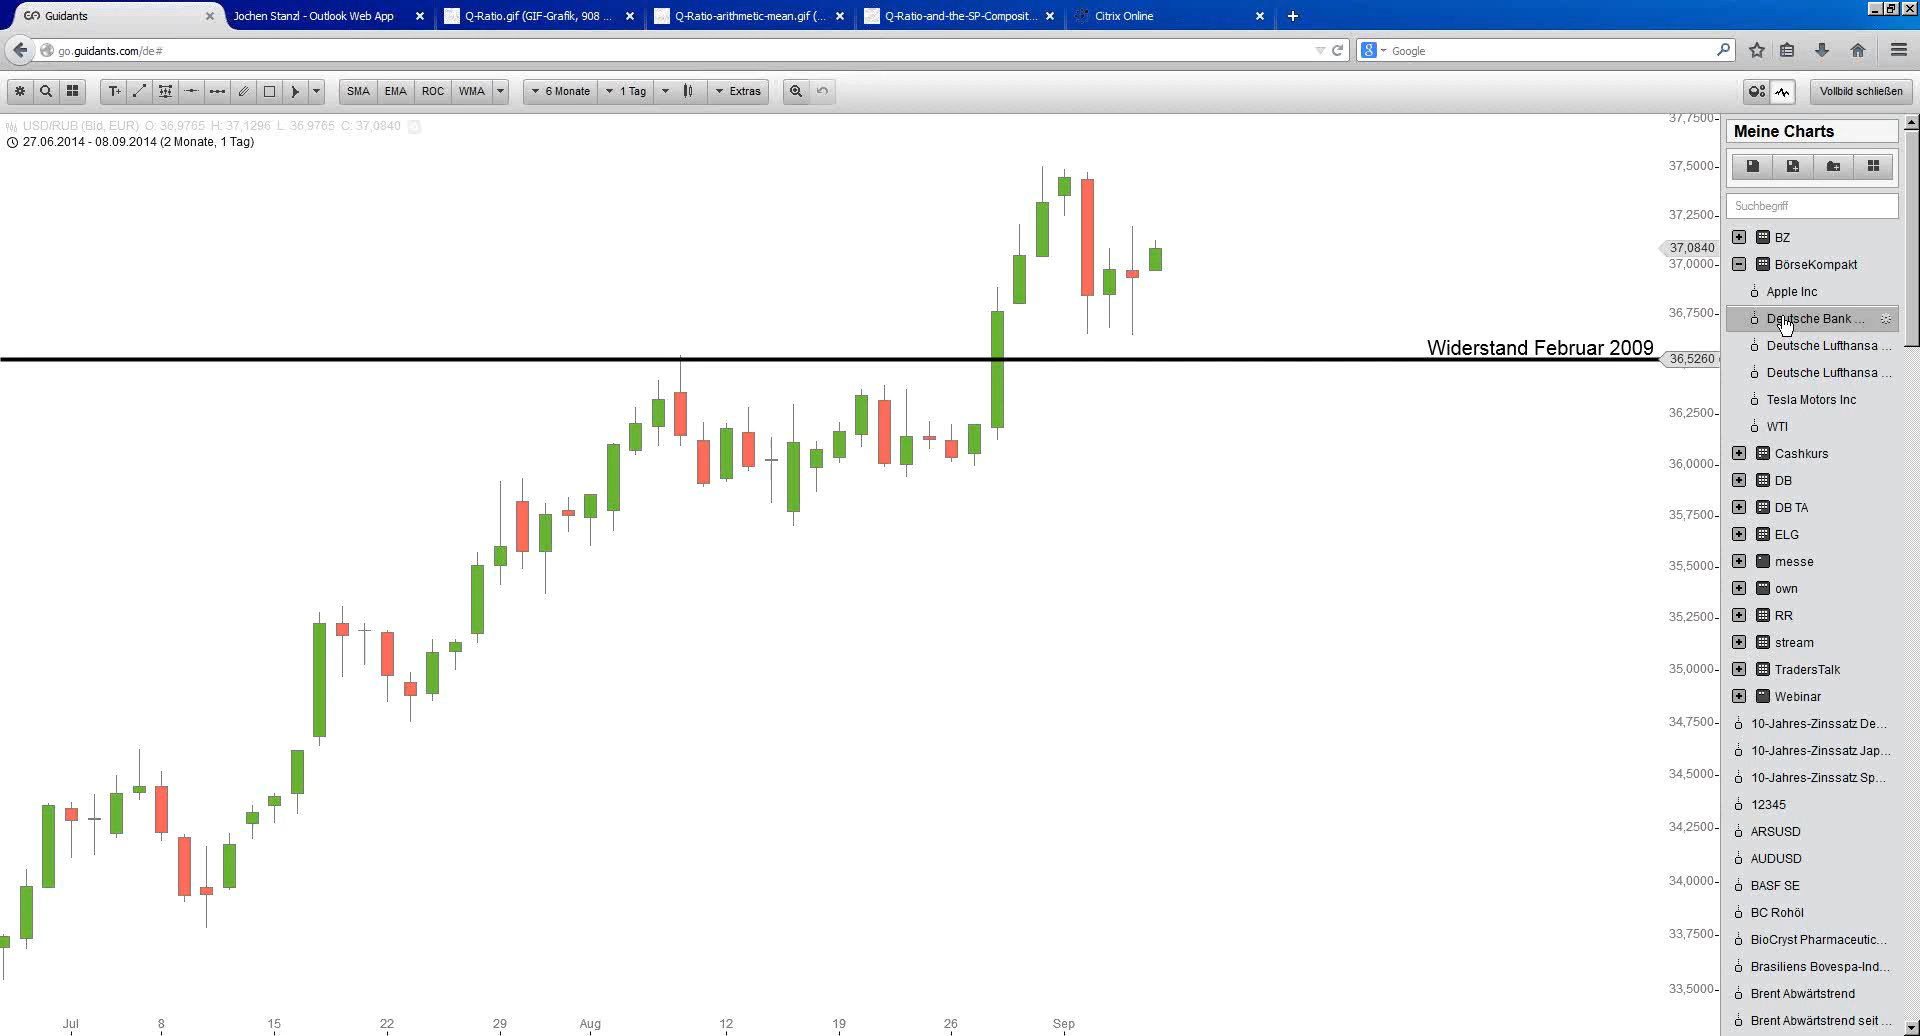 Guidants
Jochen Stanzl - Outlook Web App
Q-Ratio.gif (GIF-Grafik, 908 ...
Q-Ratio-arithmetic-mean.gif (...
Q-Ratio-and-the-SP-Composit...
Citrix Online
go.guidants.com/de#
Google
T+
SMA
EMA
ROC
WMA
6 Monate
1 Tag
Extras
Vollbild schließen
USD/RUB (Bid, EUR) O: 36,9765 H: 37,1296 L: 36,9765 C: 37,0840
27.06.2014 - 08.09.2014 (2 Monate, 1 Tag)
Widerstand Februar 2009
37,7500
37,5000
37,2500
37,0840
37,0000
36,7500
36,5260
36,2500
36,0000
35,7500
35,5000
35,2500
35,0000
34,7500
34,5000
34,2500
34,0000
33,7500
33,5000
Jul
8
15
22
29
Aug
12
19
26
Sep
Meine Charts
Suchbegriff
BZ
BörseKompakt
Apple Inc
Deutsche Bank ...
Deutsche Lufthansa ...
Deutsche Lufthansa ...
Tesla Motors Inc
WTI
Cashkurs
DB
DB TA
ELG
messe
own
RR
stream
TradersTalk
Webinar
10-Jahres-Zinssatz De...
10-Jahres-Zinssatz Jap...
10-Jahres-Zinssatz Sp...
12345
ARSUSD
AUDUSD
BASF SE
BC Rohöl
BioCryst Pharmaceutic...
Brasiliens Bovespa-Ind...
Brent Abwärtstrend
Brent Abwärtstrend seit ...